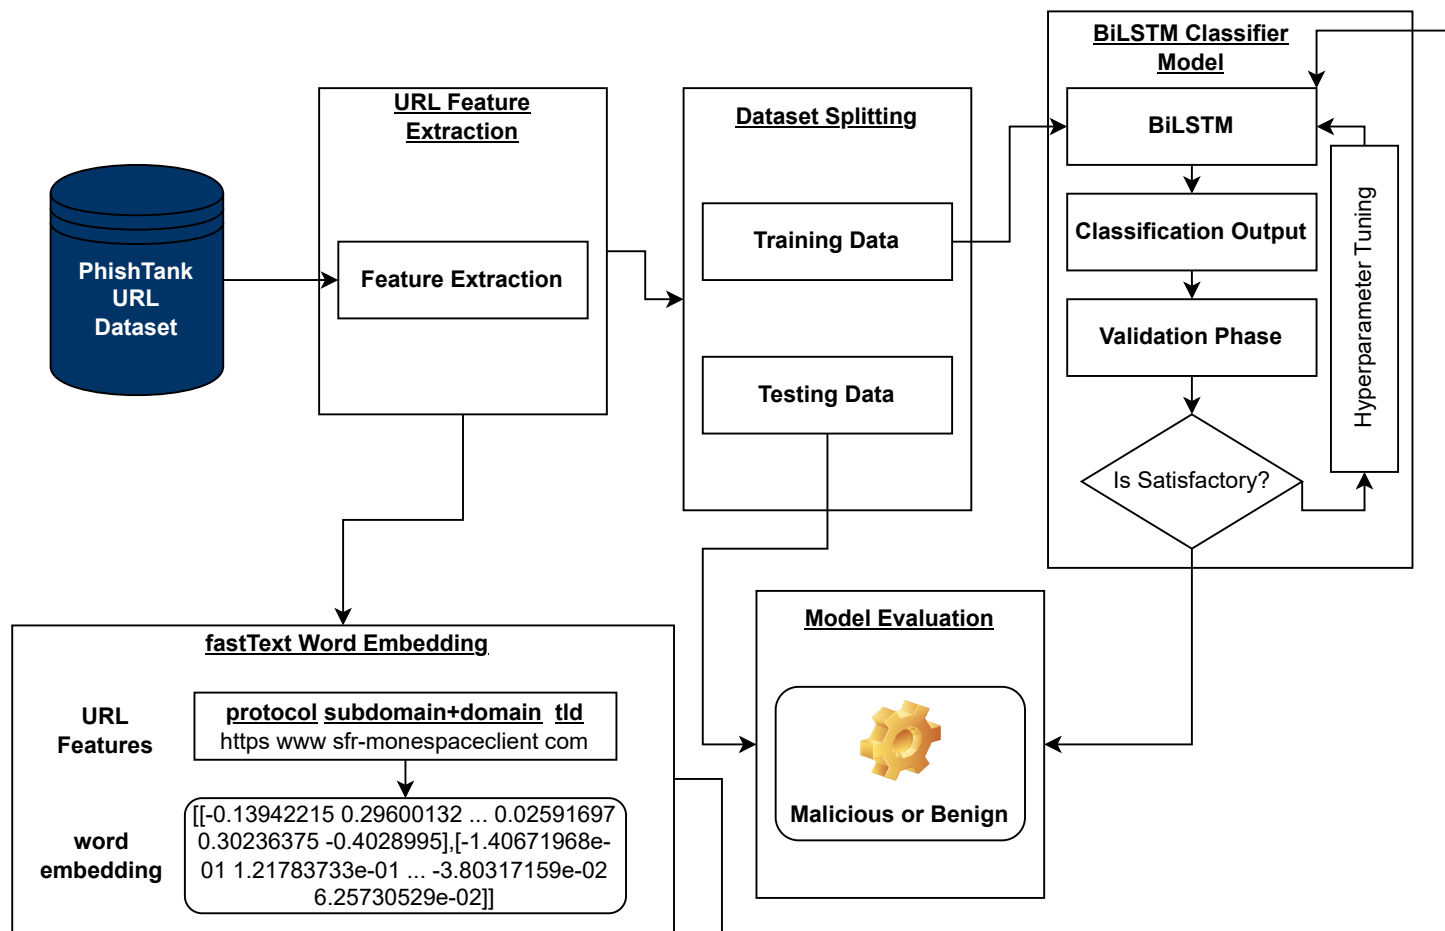 PhishTank
URL
Dataset
URL Feature
Extraction
Feature Extraction
Dataset Splitting
Training Data
Testing Data
BiLSTM Classifier
Model
BiLSTM
Classification Output
Validation Phase
Is Satisfactory?
Hyperparameter Tuning
fastText Word Embedding
URL
Features
protocol subdomain+domain tld
https www sfr-monespaceclient com
word
embedding
[[-0.13942215 0.29600132 ... 0.02591697
0.30236375 -0.4028995],[-1.40671968e-
01 1.21783733e-01 ... -3.80317159e-02
6.25730529e-02]]
Model Evaluation
Malicious or Benign